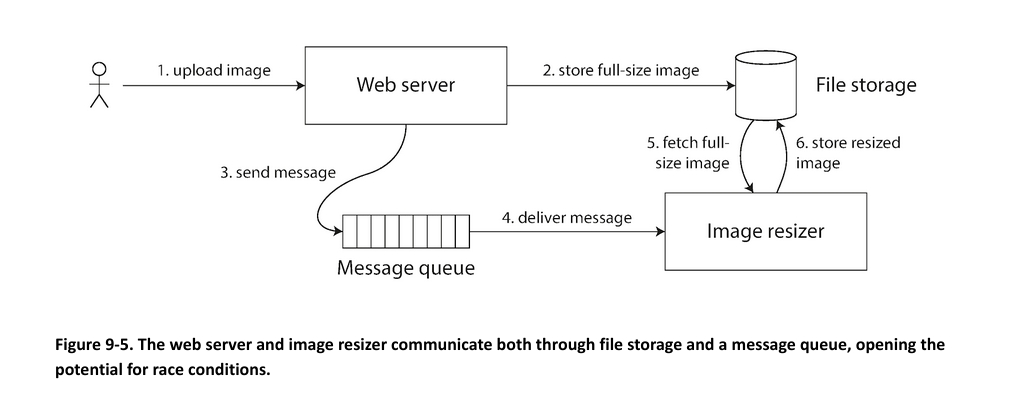 1. upload image
Web server
2. store full-size image
File storage
3. send message
5. fetch full-
size image
6. store resized
image
4. deliver message
Image resizer
Message queue
Figure 9-5. The web server and image resizer communicate both through file storage and a message queue, opening the
potential for race conditions.